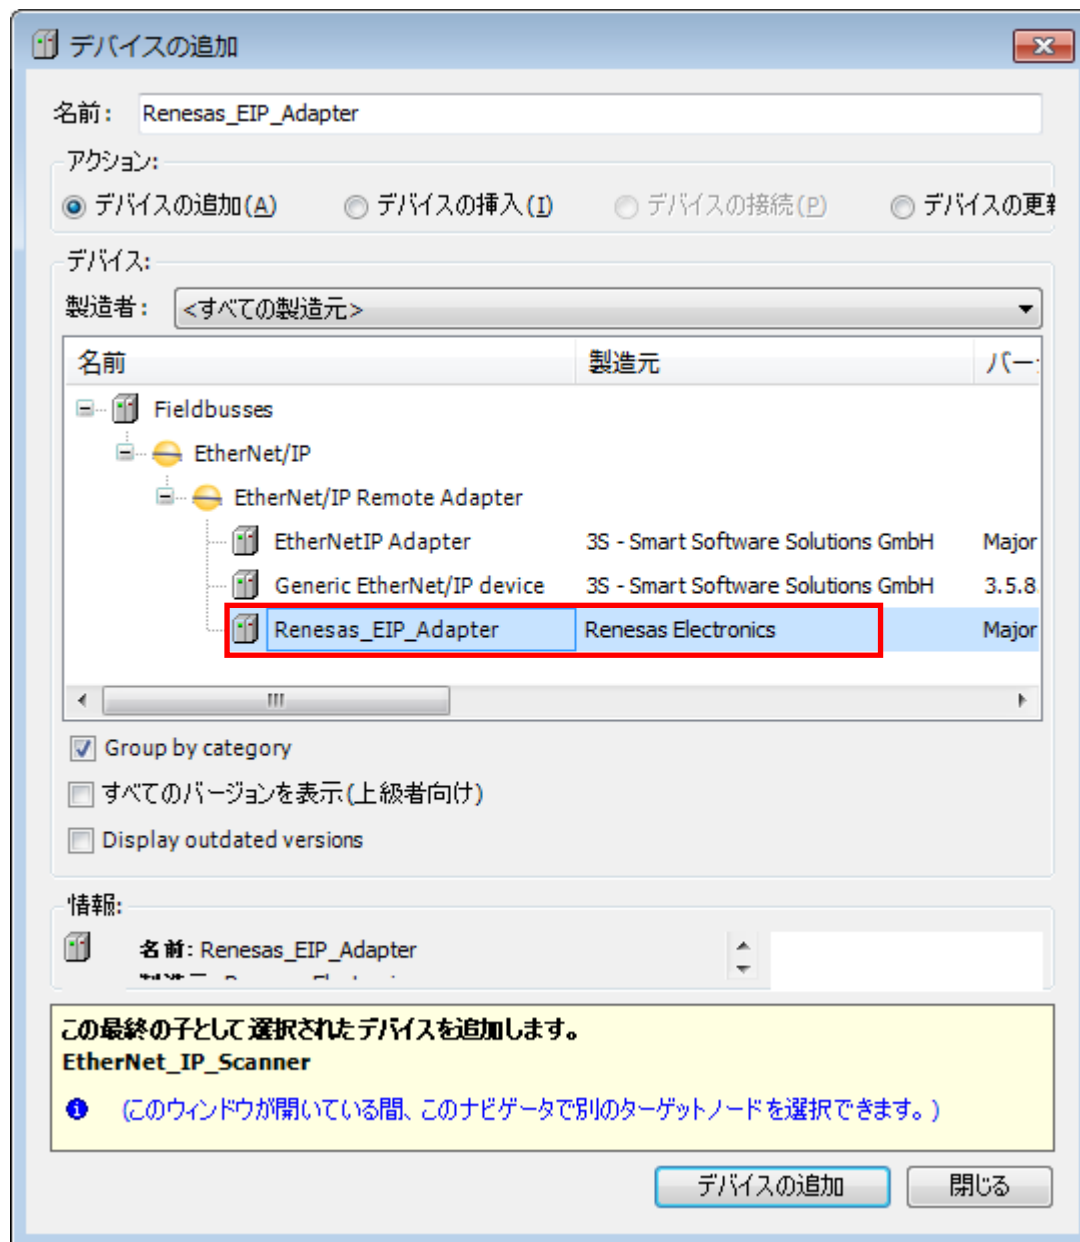 デバイスの追加
名前: Renesas_EIP_Adapter
アクション:
デバイスの追加(A) デバイスの挿入(I) デバイスの接続(P) デバイスの更新
デバイス:
製造者: <すべての製造元>
名前 製造元 バー
Fieldbusses
EtherNet/IP
EtherNet/IP Remote Adapter
EtherNetIP Adapter 3S - Smart Software Solutions GmbH Major
Generic EtherNet/IP device 3S - Smart Software Solutions GmbH 3.5.8
Renesas_EIP_Adapter Renesas Electronics Major
Group by category
すべてのバージョンを表示(上級者向け)
Display outdated versions
情報:
名前: Renesas_EIP_Adapter
この最終の子として選択されたデバイスを追加します。
EtherNet_IP_Scanner
(このウィンドウが開いている間、このナビゲータで別のターゲットノードを選択できます。)
デバイスの追加 閉じる